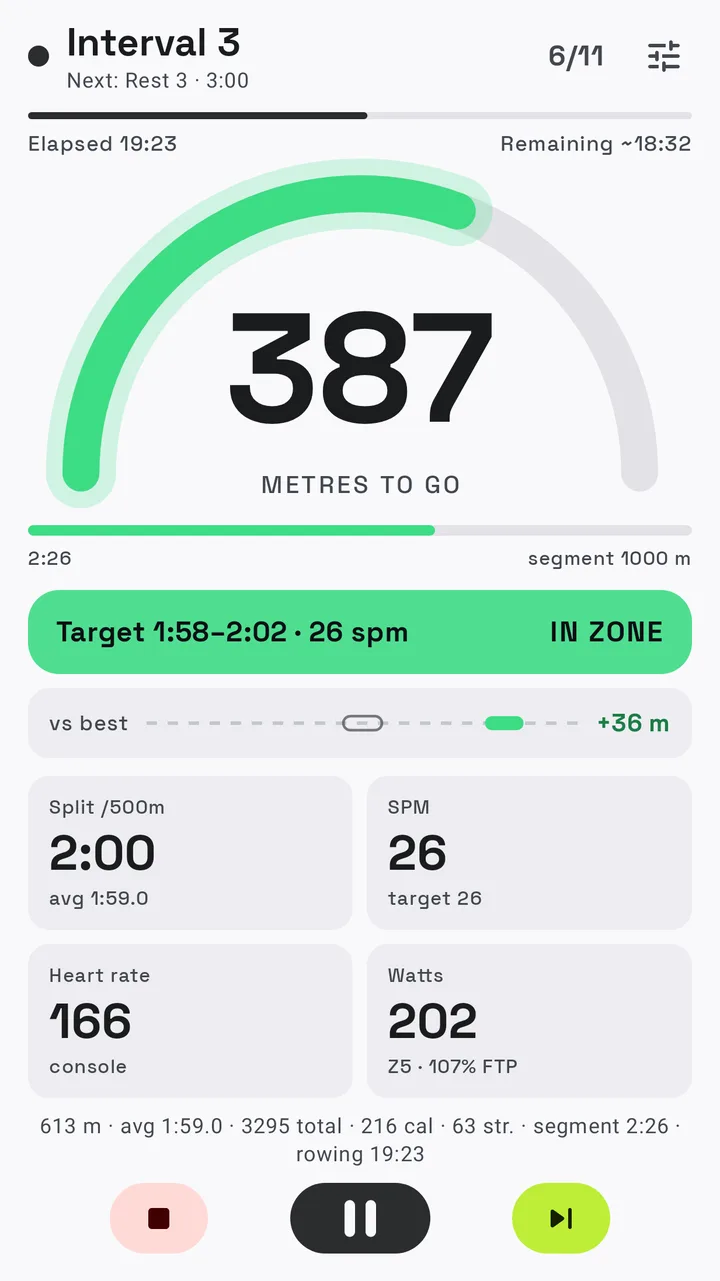 Interval 3
6/11
Next: Rest 3 · 3:00
Elapsed 19:23
Remaining ~18:32
387
METRES TO GO
2:26
segment 1000 m
Target 1:58–2:02 · 26 spm
IN ZONE
vs best
+36 m
Split /500m
2:00
avg 1:59.0
SPM
26
target 26
Heart rate
166
console
Watts
202
Z5 · 107% FTP
613 m · avg 1:59.0 · 3295 total · 216 cal · 63 str. · segment 2:26 ·
rowing 19:23